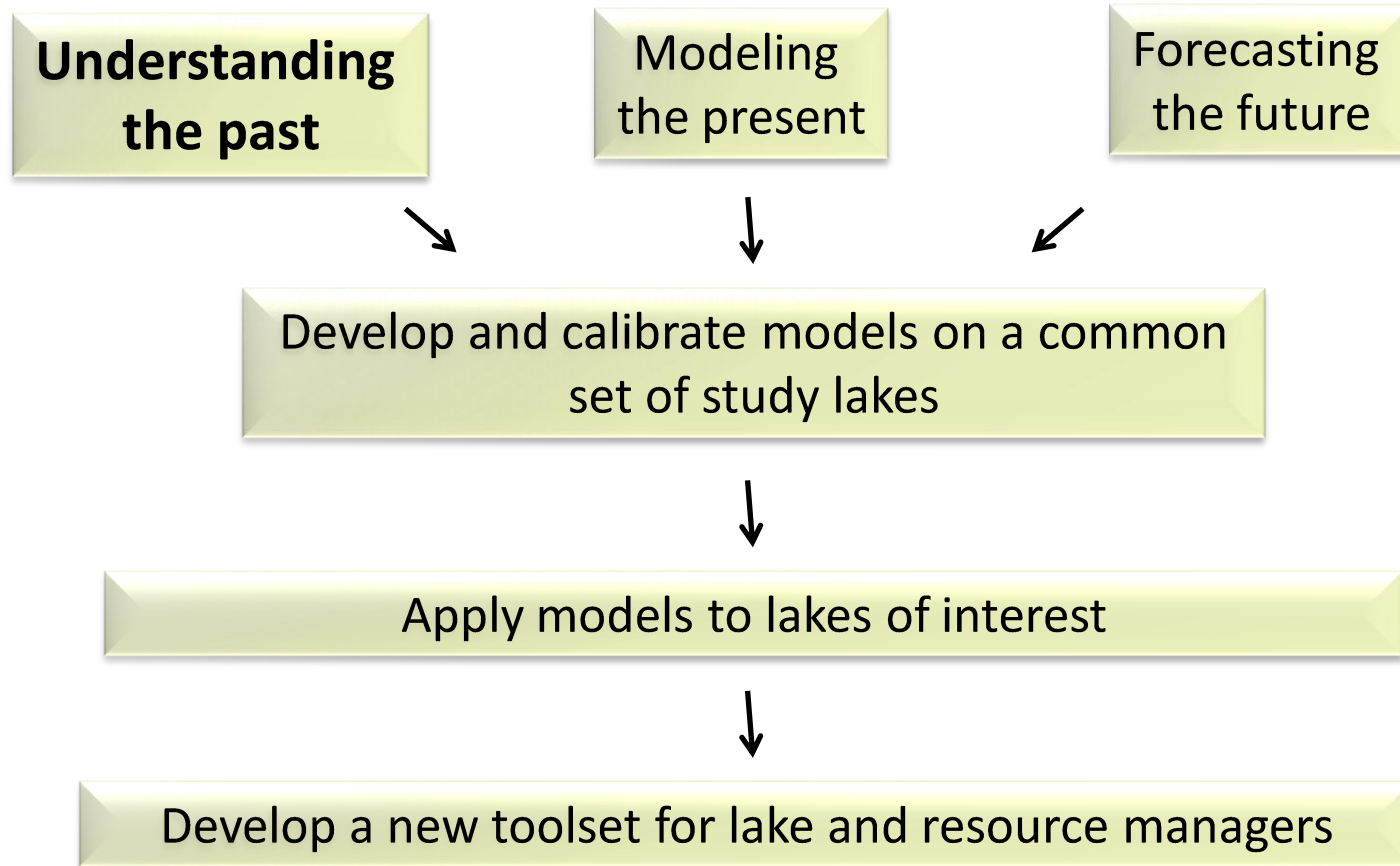 Understanding
the past
Modeling
the present
Forecasting
the future
Develop and calibrate models on a common
set of study lakes
Apply models to lakes of interest
Develop a new toolset for lake and resource managers